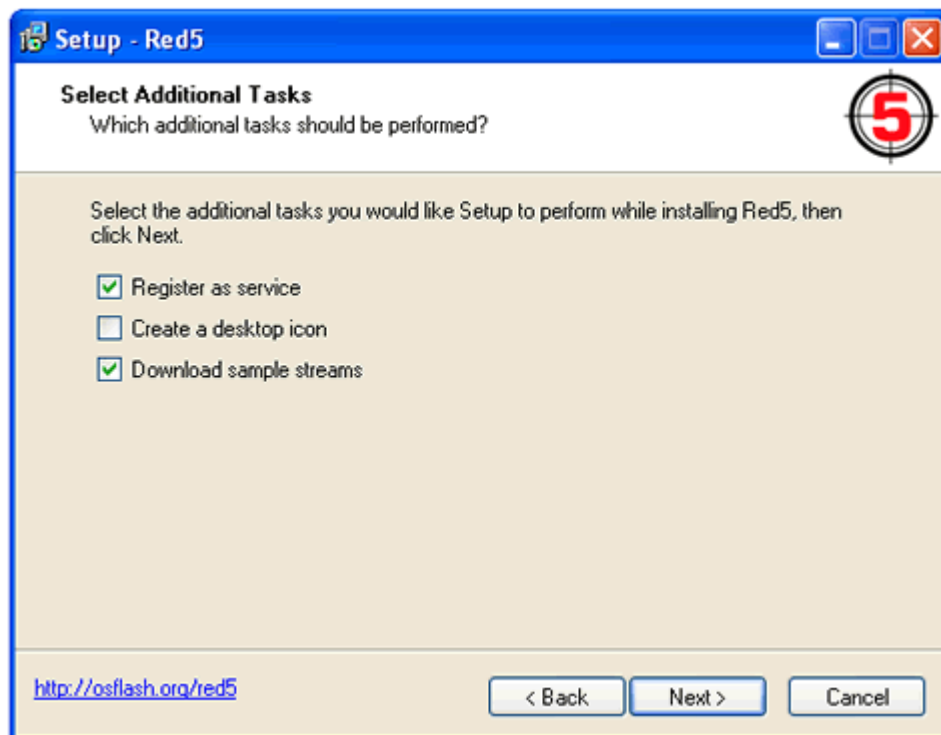 Setup - Red5
Select Additional Tasks
Which additional tasks should be performed?
5
Select the additional tasks you would like Setup to perform while installing Red5, then
click Next.
Register as service
Create a desktop icon
Download sample streams
http://osflash.org/red5
< Back
Next >
Cancel